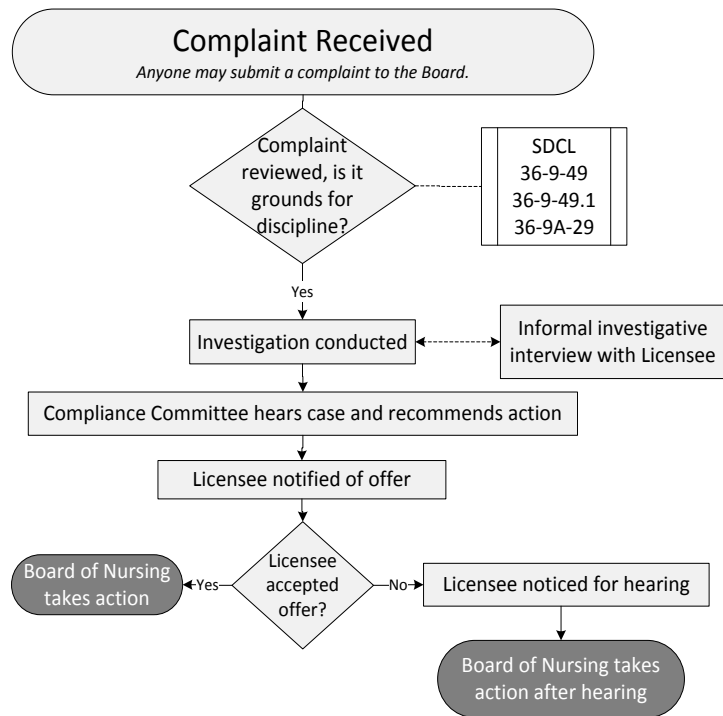 Complaint Received
Anyone may submit a complaint to the Board.
Complaint
reviewed, is it
grounds for
discipline?
SDCL
36-9-49
36-9-49.1
36-9A-29
Yes
Investigation conducted
Informal investigative
interview with Licensee
Compliance Committee hears case and recommends action
Licensee notified of offer
Licensee
accepted
offer?
Yes
Board of Nursing
takes action
No
Licensee noticed for hearing
Board of Nursing takes
action after hearing